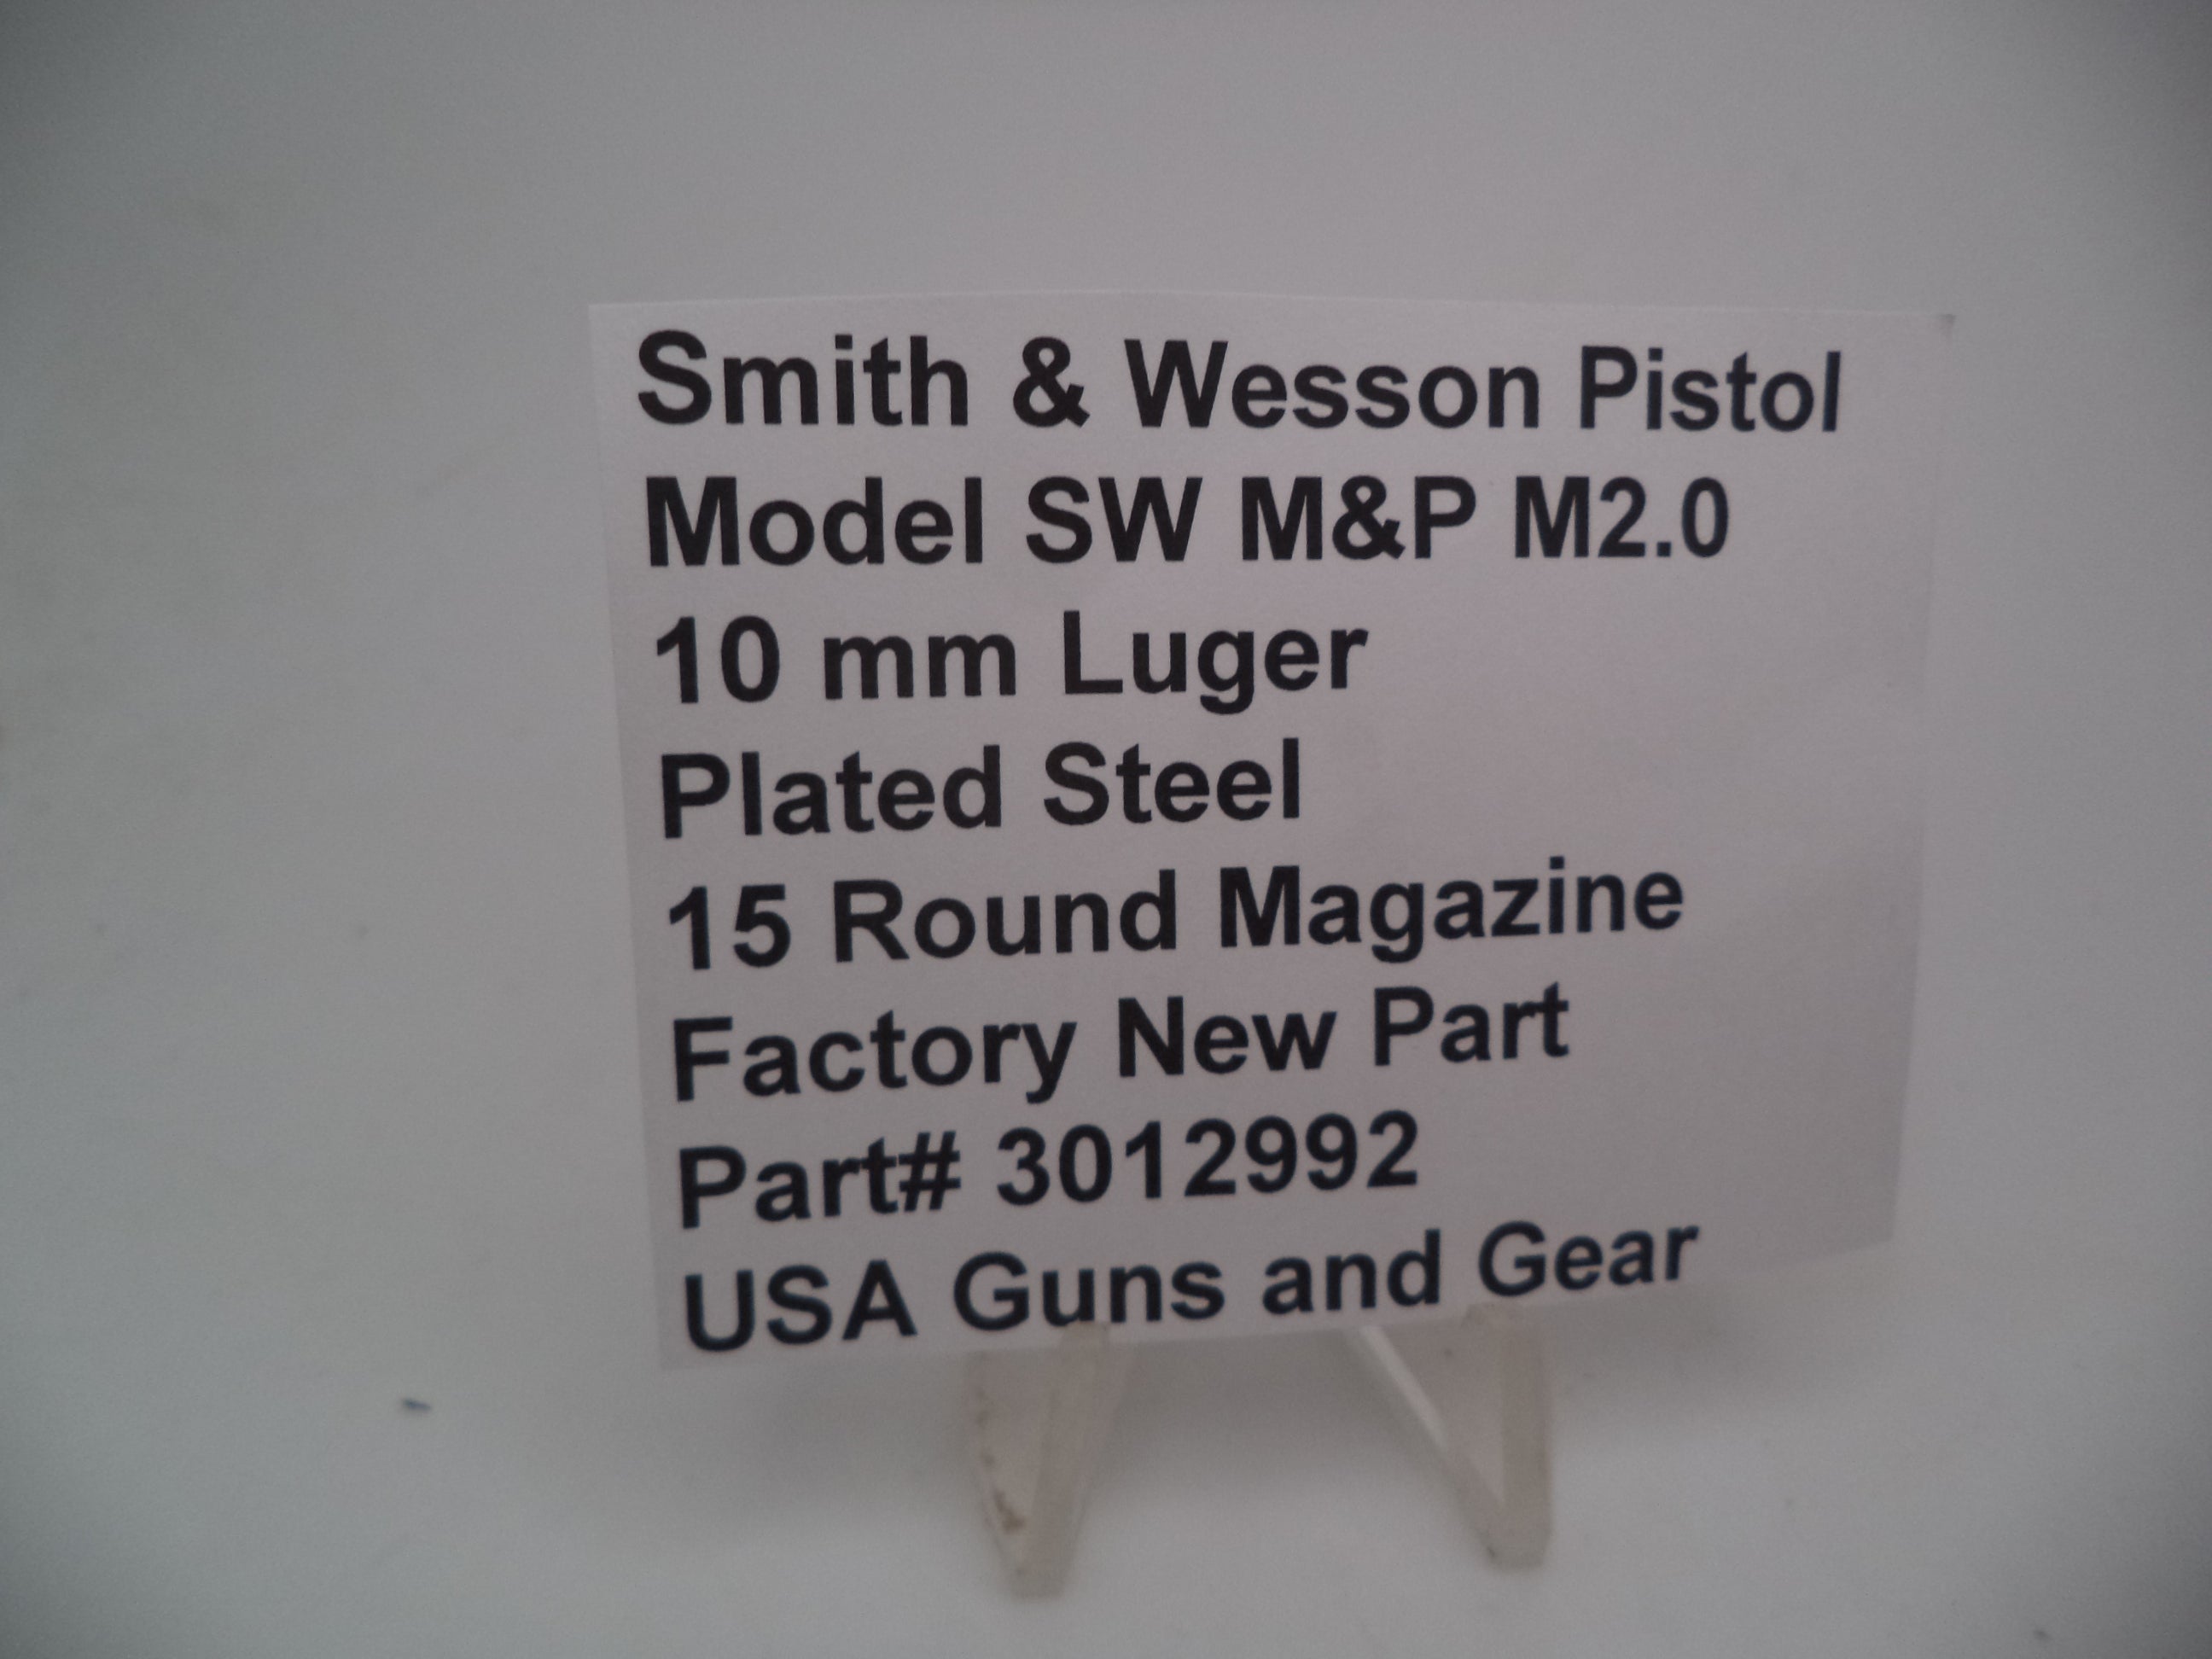 Smith & Wesson Pistol
Model SW M&P M2.0
10 mm Luger
Plated Steel
15 Round Magazine
Factory New Part
Part# 3012992
USA Guns and Gear